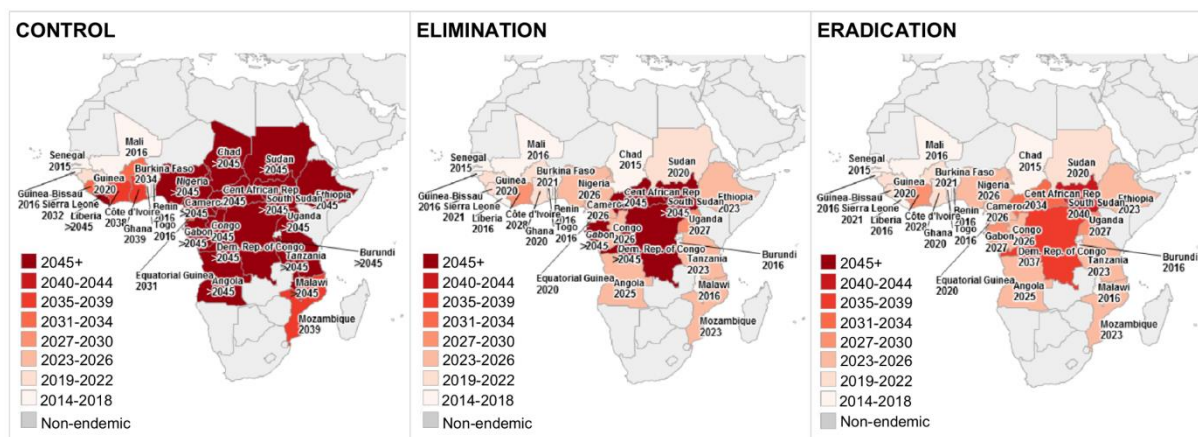 CONTROL
Mali
2016
Senegal
2015
Chad
>2045
Sudan
>2045
Burkina Faso
2034
Guinea
2020
Nigeria
>2045
Cent African Rep
>2045
Ethiopia
>2045
Guinea-Bissau
2016
Sierra Leone
2032
Liberia
>2045
Côte d'Ivoire
2038
Ghana
2039
Benin
2016
Togo
2016
South Sudan
>2045
Uganda
>2045
Gabon
>2045
Congo
>2045
Dem. Rep. of Congo
>2045
Burundi
>2045
Tanzania
>2045
Equatorial Guinea
2031
Angola
>2045
Malawi
2045
Mozambique
2039
2045+
2040-2044
2035-2039
2031-2034
2027-2030
2023-2026
2019-2022
2014-2018
Non-endemic
ELIMINATION
Mali
2016
Senegal
2015
Chad
2015
Sudan
2020
Burkina Faso
2021
Guinea
2020
Nigeria
2026
Cent African Rep
>2045
Ethiopia
2023
Guinea-Bissau
2016
Sierra Leone
2021
Liberia
2016
Côte d'Ivoire
2028
Ghana
2020
Benin
2016
Togo
2016
South Sudan
>2045
Uganda
2027
Gabon
>2045
Congo
2026
Dem. Rep. of Congo
>2045
Burundi
2016
Tanzania
2023
Equatorial Guinea
2020
Angola
2025
Malawi
2016
Mozambique
2023
2045+
2040-2044
2035-2039
2031-2034
2027-2030
2023-2026
2019-2022
2014-2018
Non-endemic
ERADICATION
Mali
2016
Senegal
2015
Chad
2015
Sudan
2020
Burkina Faso
2021
Guinea
2020
Nigeria
2026
Cent African Rep
2034
Ethiopia
2023
Guinea-Bissau
2016
Sierra Leone
2021
Liberia
2016
Côte d'Ivoire
2028
Ghana
2020
Benin
2016
Togo
2016
South Sudan
2040
Uganda
2027
Gabon
2027
Congo
2026
Dem. Rep. of Congo
2037
Burundi
2016
Tanzania
2023
Equatorial Guinea
2020
Angola
2025
Malawi
2016
Mozambique
2023
2045+
2040-2044
2035-2039
2031-2034
2027-2030
2023-2026
2019-2022
2014-2018
Non-endemic